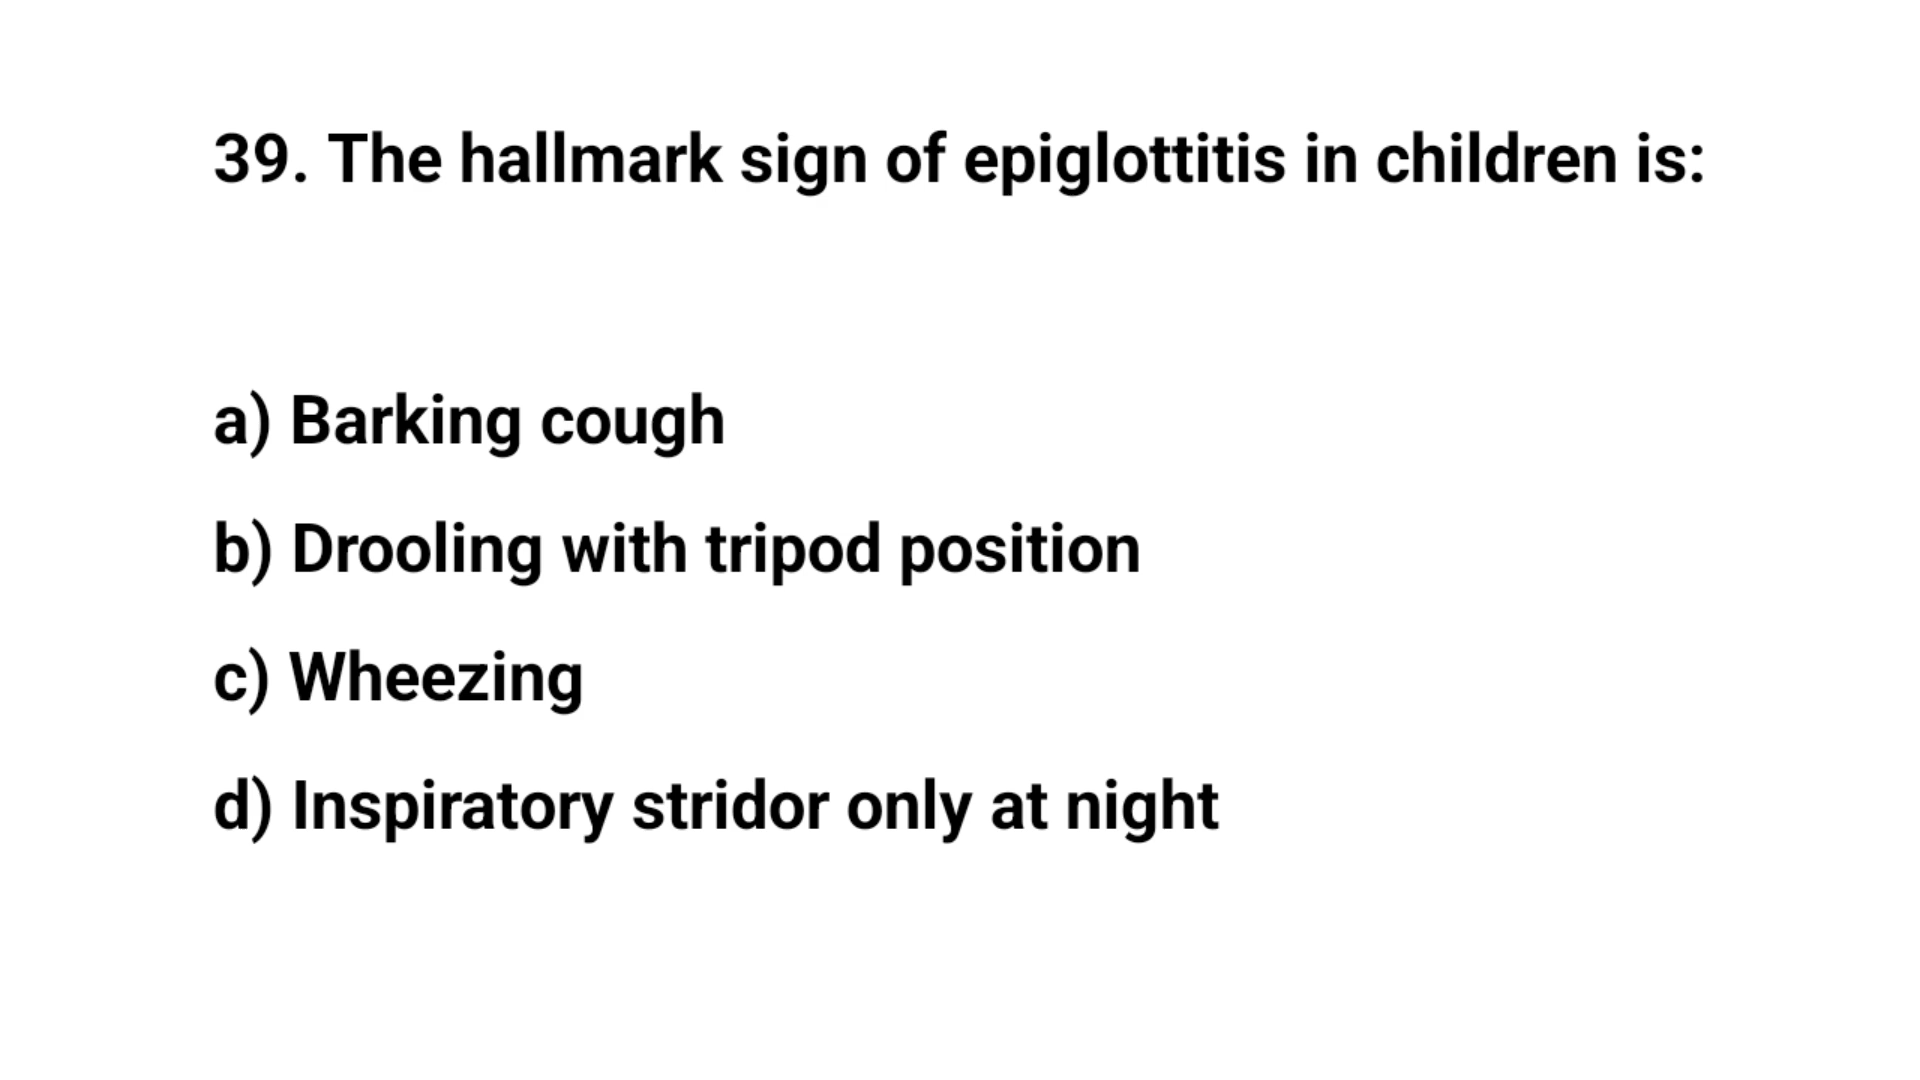 39. The hallmark sign of epiglottitis in children is:
a) Barking cough
b) Drooling with tripod position
c) Wheezing
d) Inspiratory stridor only at night